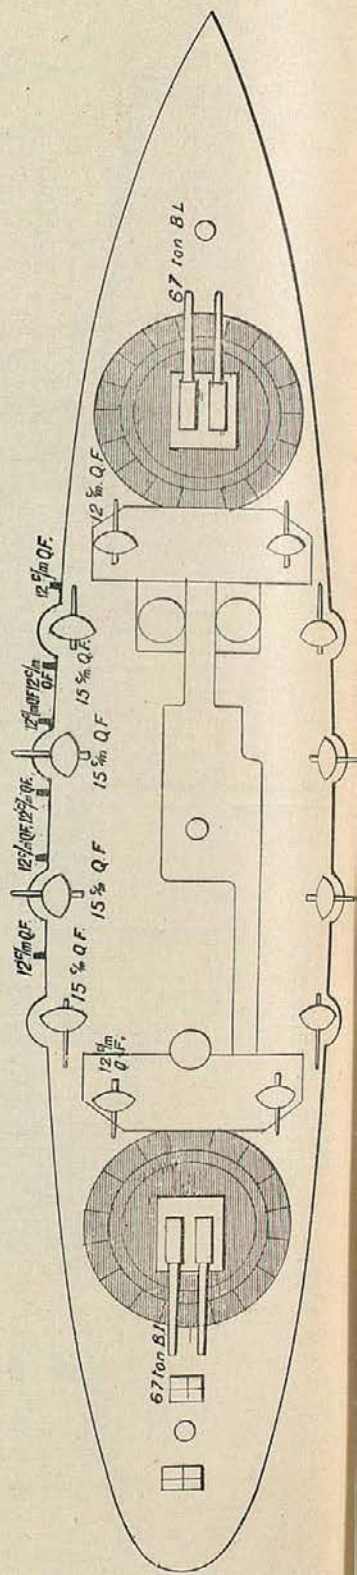 67 ton B L
12 c/m. Q.F.
12 c/m Q.F.
12 c/m
Q.F.
15 c/m. Q.F.
12 c/m Q.F.
15 c/m Q.F
12 c/m Q.F.
12 c/m Q.F.
15 c/m Q.F
12 c/m Q.F.
15 c/m Q.F.
12 c/m
Q.F.
67 ton B.L